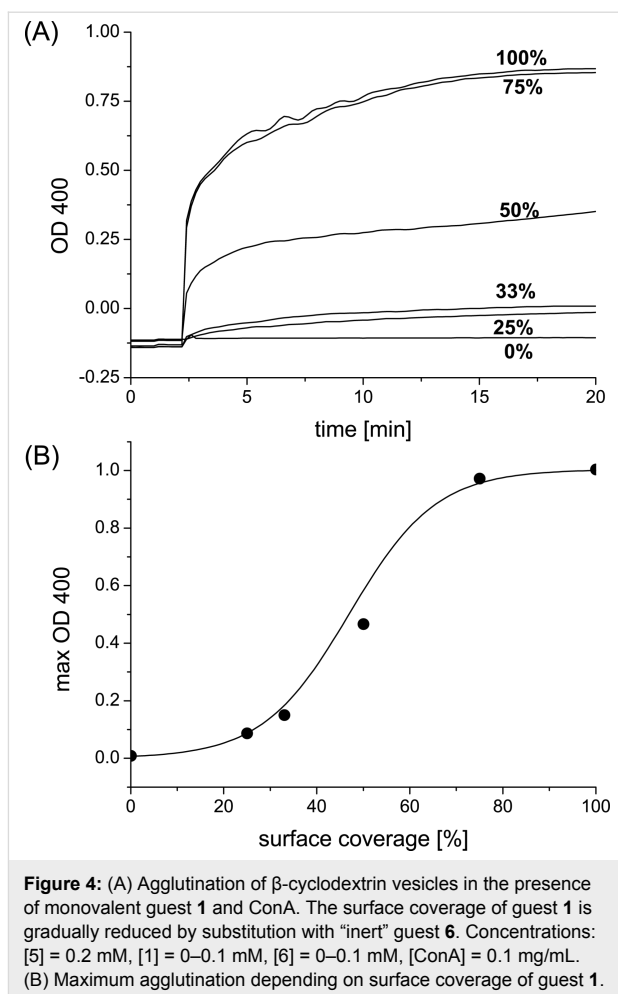 (A)
1.00
0.75
0.50
0.25
0.00
-0.25
OD 400
100%
75%
50%
33%
25%
0%
0 5 10 15 20
time [min]
(B)
1.0
0.8
0.6
0.4
0.2
0.0
max OD 400
0 20 40 60 80 100
surface coverage [%]
Figure 4: (A) Agglutination of β-cyclodextrin vesicles in the presence
of monovalent guest 1 and ConA. The surface coverage of guest 1 is
gradually reduced by substitution with “inert” guest 6. Concentrations:
[5] = 0.2 mM, [1] = 0–0.1 mM, [6] = 0–0.1 mM, [ConA] = 0.1 mg/mL.
(B) Maximum agglutination depending on surface coverage of guest 1.